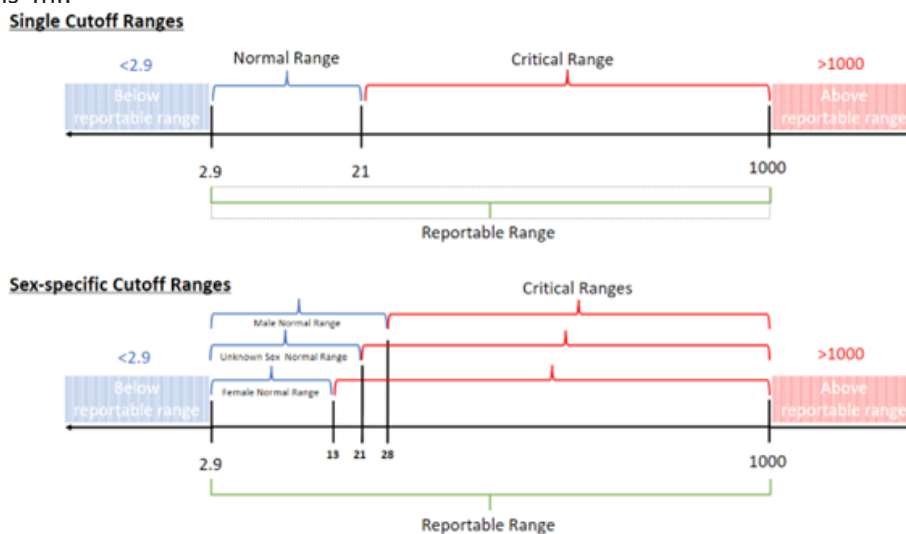 Single Cutoff Ranges
<2.9
Normal Range
Critical Range
>1000
Below
reportable range
Above
reportable range
2.9
21
1000
Reportable Range
Sex-specific Cutoff Ranges
Critical Ranges
Male Normal Range
<2.9
Unknown Sex Normal Range
>1000
Below
reportable range
Female Normal Range
Above
reportable range
2.9
13
21
28
1000
Reportable Range